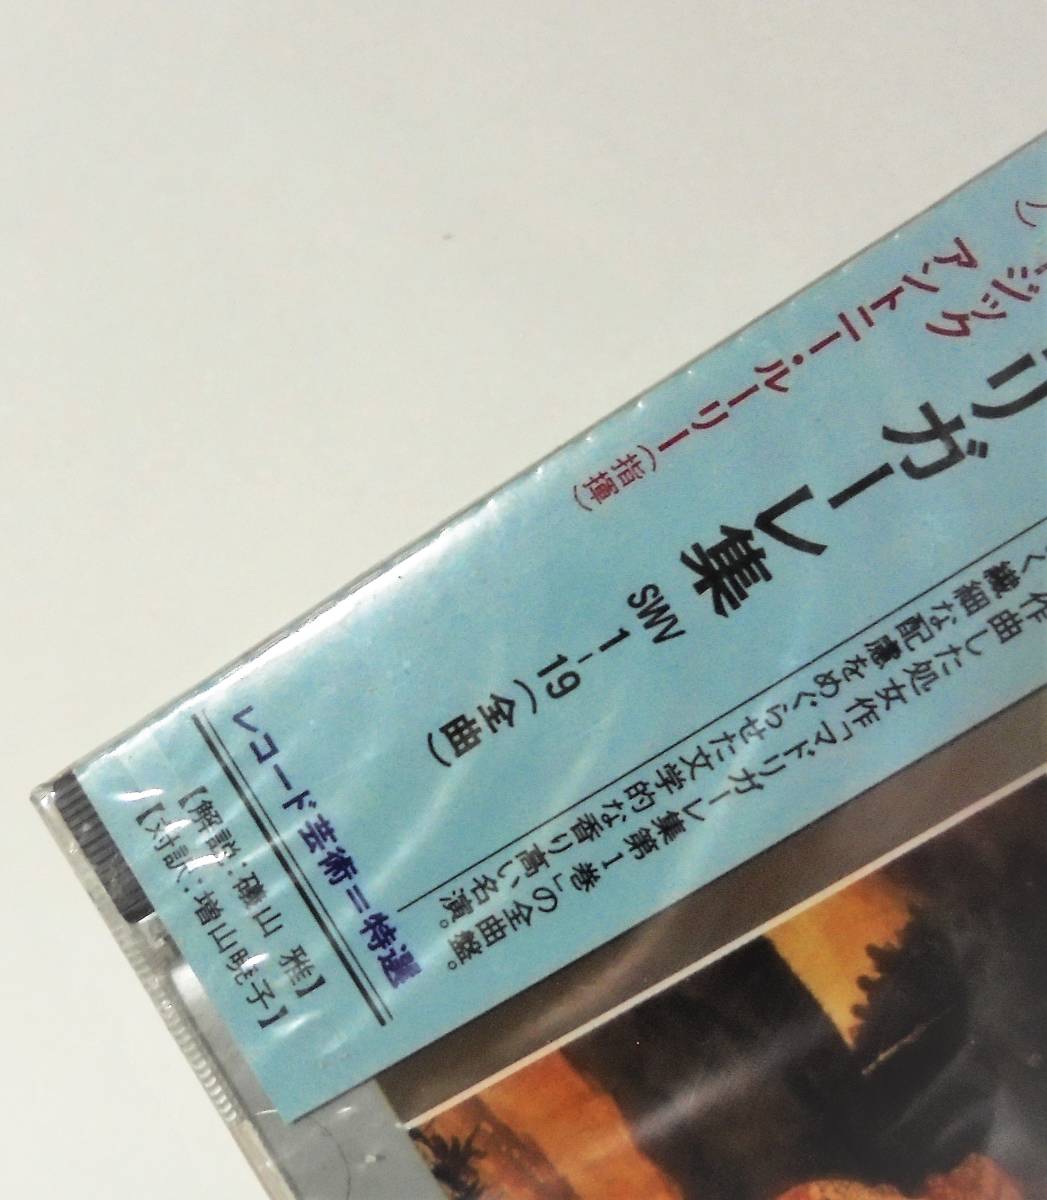 ージック
アントニー・ルーリー(指揮)
リガーレ集
SWV
1-19(全曲)
作曲した処女作「マドリガーレ集第1巻」の全曲盤。
く繊細な配慮をめぐらせた文学的な香り高い名演。
レコード芸術＝特選
【解説:礒山 雅】
【対訳:増山暁子】